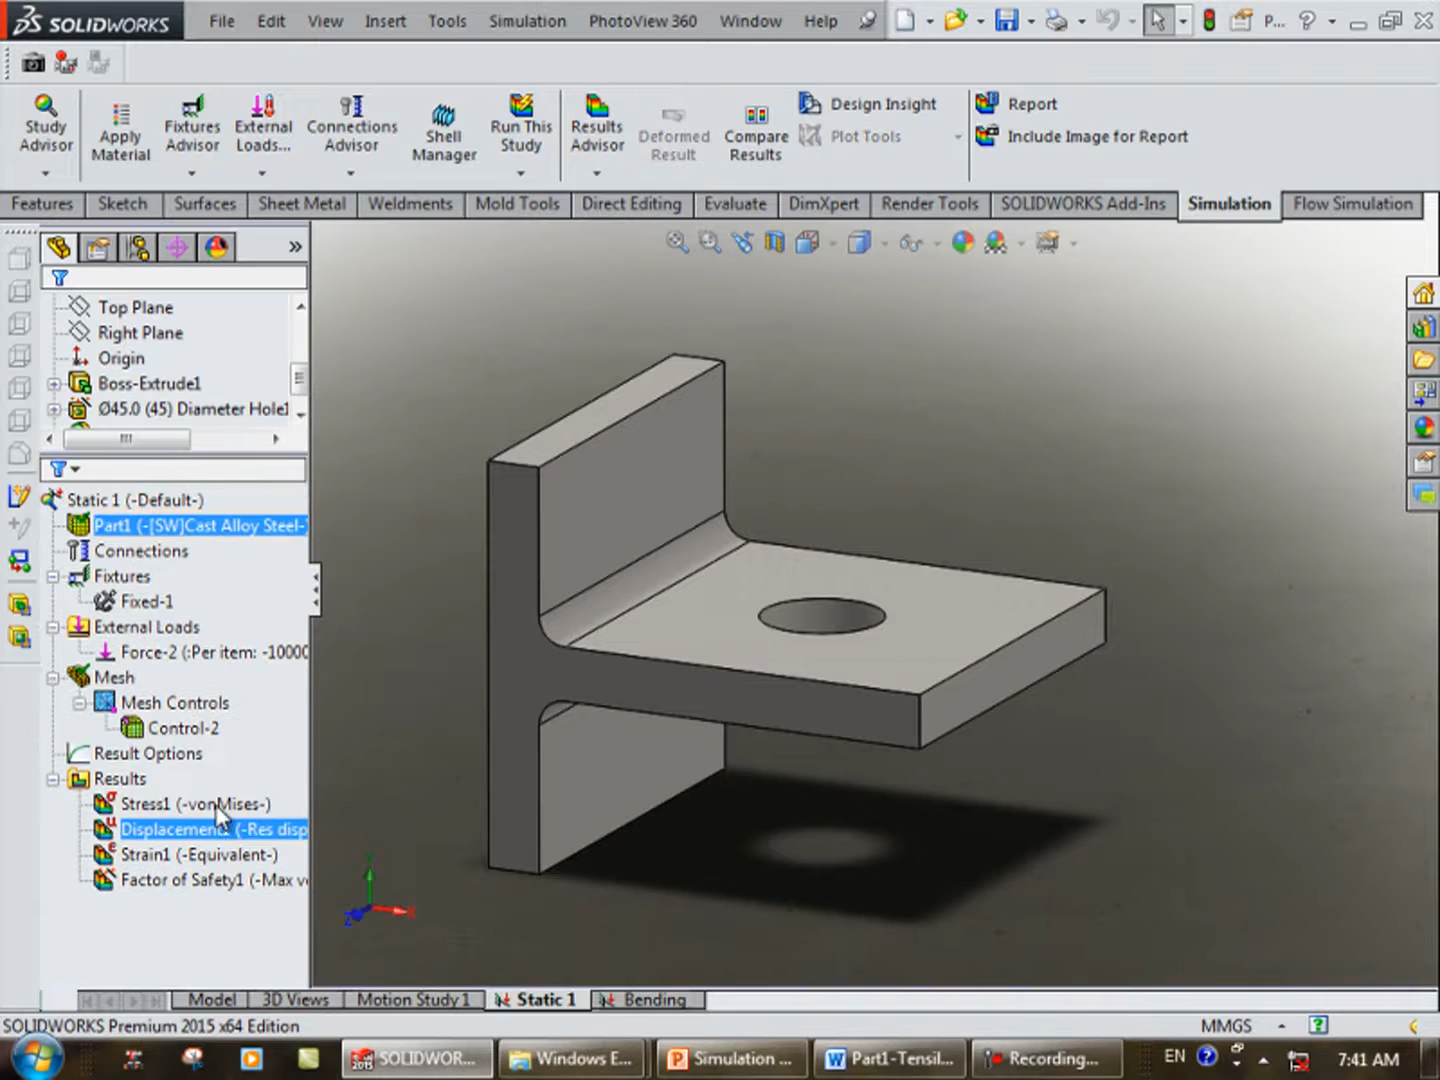 SOLIDWORKS File Edit View Insert Tools Simulation PhotoView 360 Window Help P... ?
Study Advisor
Apply Material
Fixtures Advisor
External Loads...
Connections Advisor
Shell Manager
Run This Study
Results Advisor
Deformed Result
Compare Results
Design Insight
Plot Tools
Report
Include Image for Report
Features Sketch Surfaces Sheet Metal Weldments Mold Tools Direct Editing Evaluate DimXpert Render Tools SOLIDWORKS Add-Ins Simulation Flow Simulation
Top Plane
Right Plane
Origin
Boss-Extrude1
Ø45.0 (45) Diameter Hole1
Static 1 (-Default-)
Part1 (-[SW]Cast Alloy Steel-
Connections
Fixtures
Fixed-1
External Loads
Force-2 (:Per item: -10000
Mesh
Mesh Controls
Control-2
Result Options
Results
Stress1 (-vonMises-)
Displacement1 (-Res disp
Strain1 (-Equivalent-)
Factor of Safety1 (-Max v
Y
X
Z
Model 3D Views Motion Study 1 Static 1 Bending
SOLIDWORKS Premium 2015 x64 Edition MMGS
SOLIDWOR... Windows E... Simulation ... Part1-Tensil... Recording... EN 7:41 AM